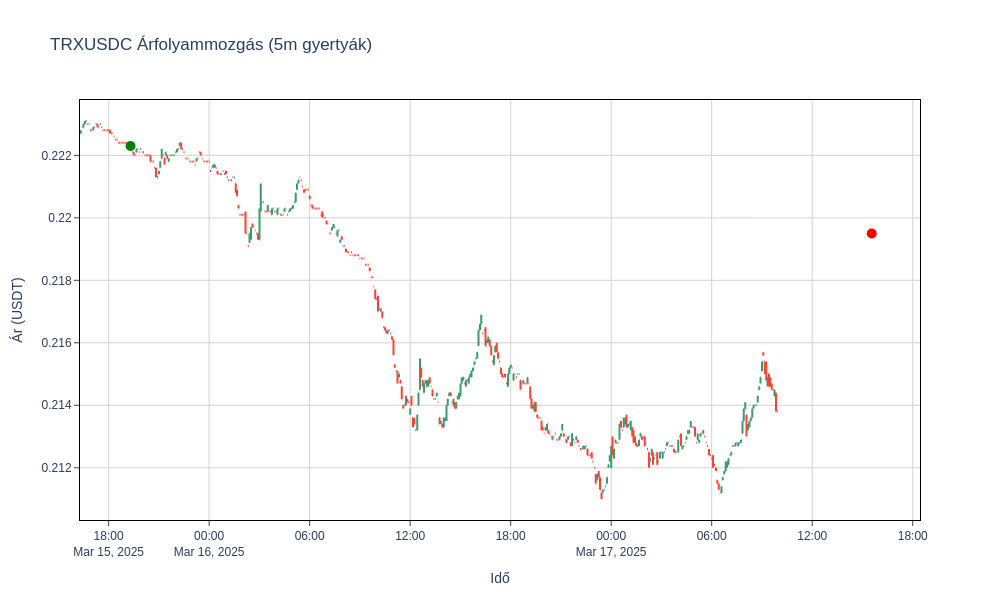 TRXUSDC Árfolyammozgás (5m gyertyák)
Ár (USDT)
0.222
0.22
0.218
0.216
0.214
0.212
18:00 00:00 06:00 12:00 18:00 00:00 06:00 12:00 18:00
Mar 15, 2025 Mar 16, 2025 Mar 17, 2025
Idő